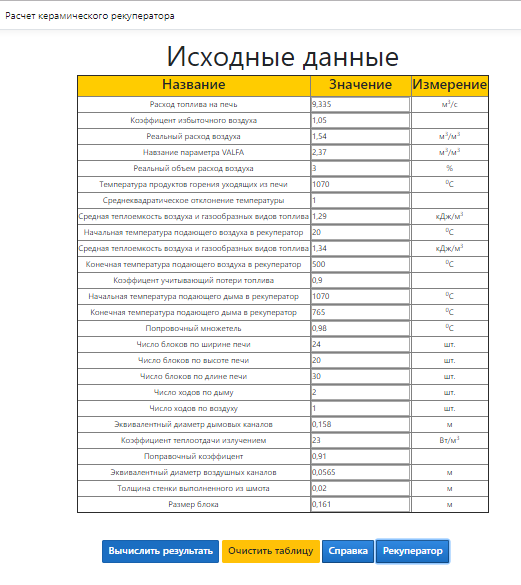 Расчет керамического рекуператора
Исходные данные
Название Значение Измерение
Расход топлива на печь 9,335 м³/с
Коэффицент избыточного воздуха 1,05
Реальный расход воздуха 1,54 м³/м³
Навзание параметра VALFA 2,37 м³/м³
Реальный объем расход воздуха 3 %
Температура продуктов горения уходящих из печи 1070 ⁰C
Среднеквадратическое отклонение температуры 1
Средняя теплоемкость воздуха и газообразных видов топлива 1,29 кДж/м³
Начальная температура подающего воздуха в рекуператор 20 ⁰C
Средняя теплоемкость воздуха и газообразных видов топлива 1,34 кДж/м³
Конечная температура подающего воздуха в рекуператор 500 ⁰C
Коэффицент учитывающий потери топлива 0,9
Начальная температура подающего дыма в рекуператор 1070 ⁰C
Конечная температура подающего дыма в рекуператор 765 ⁰C
Попровочный множетель 0,98 ⁰C
Число блоков по ширине печи 24 шт.
Число блоков по высоте печи 20 шт.
Число блоков по длине печи 30 шт.
Число ходов по дыму 2 шт.
Число ходов по воздуху 1 шт.
Эквивалентный диаметр дымовых каналов 0,158 м
Коэффициент теплоотдачи излучением 23 Вт/м³
Поправочный коэффицент 0,91
Эквивалентный диаметр воздушных каналов 0,0565 м
Толщина стенки выполненного из шмота 0,02 м
Размер блока 0,161 м
Вычислить результать Очистить таблицу Справка Рекуператор